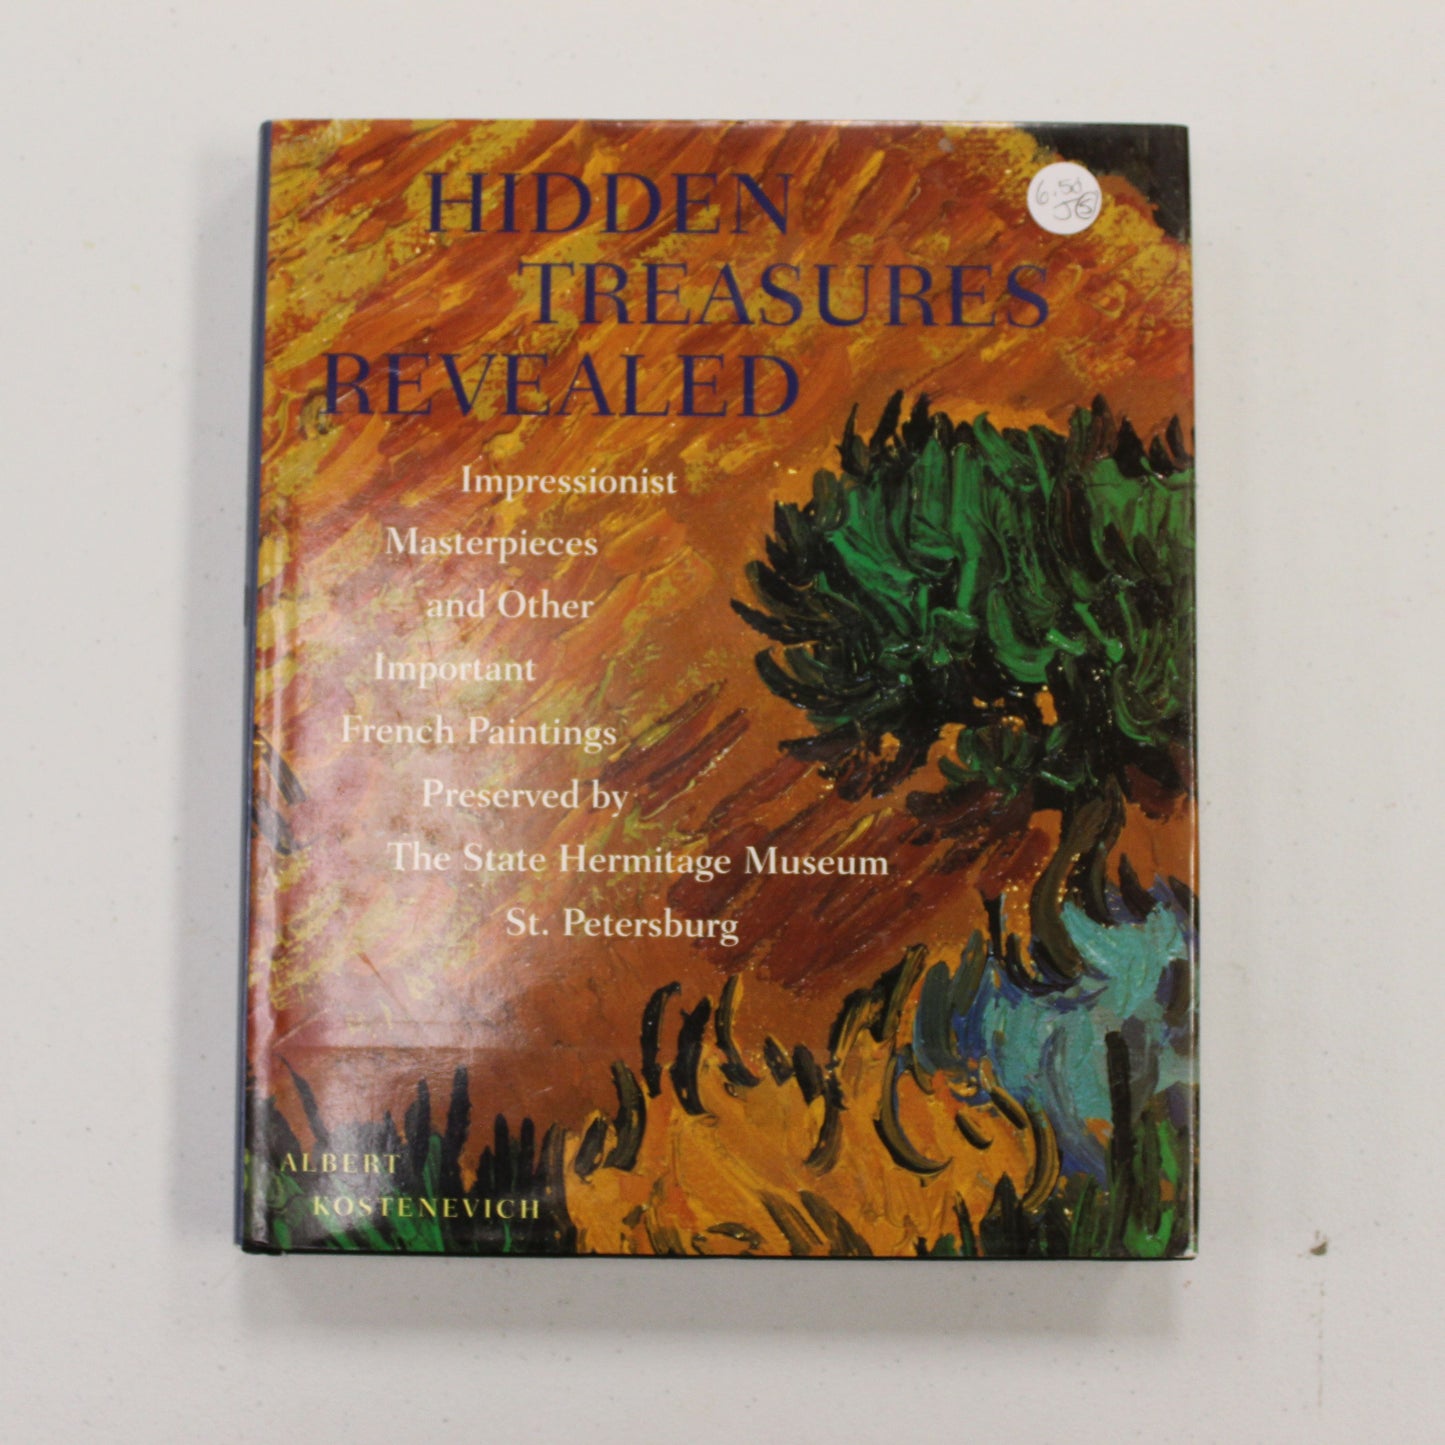 HIDDEN
TREASURES
REVEALED
Impressionist
Masterpieces
and Other
Important
French Paintings
Preserved by
The State Hermitage Museum
St. Petersburg
ALBERT
KOSTENEVICH
6.50